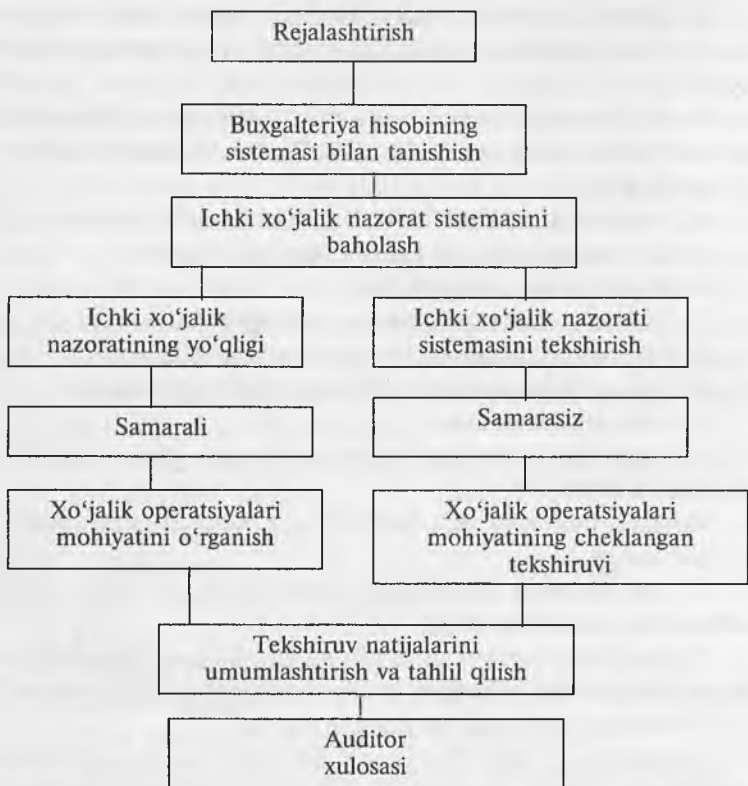 Rejalashtirish
Buxgalteriya hisobining
sistemasi bilan tanishish
Ichki xo‘jalik nazorat sistemasini
baholash
Ichki xo‘jalik
nazoratining yo‘qligi
Ichki xo‘jalik nazorati
sistemasini tekshirish
Samarali
Samarasiz
Xo‘jalik operatsiyalari
mohiyatini o‘rganish
Xo‘jalik operatsiyalari
mohiyatining cheklangan
tekshiruvi
Tekshiruv natijalarini
umumlashtirish va tahlil qilish
Auditor
xulosasi